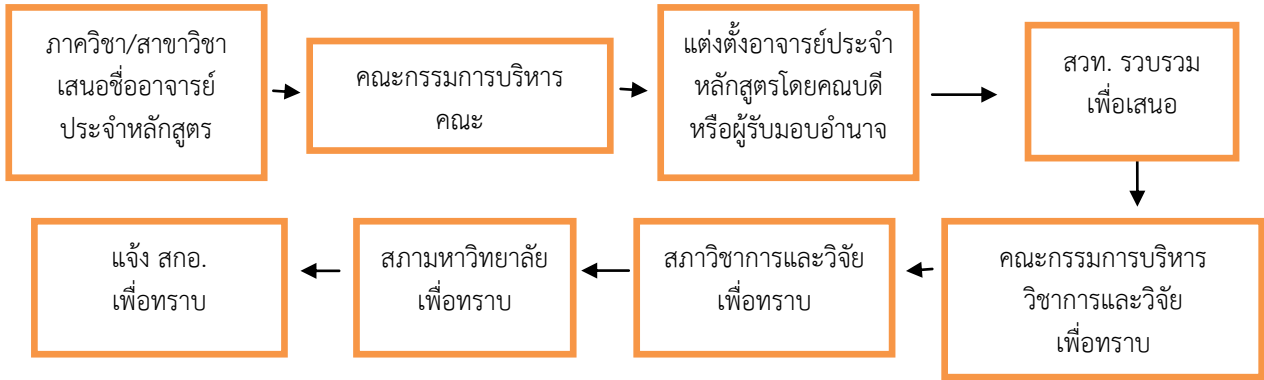 ภาควิชา/สาขาวิชา
เสนอชื่ออาจารย์
ประจำหลักสูตร
คณะกรรมการบริหาร
คณะ
แต่งตั้งอาจารย์ประจำ
หลักสูตรโดยคณบดี
หรือผู้รับมอบอำนาจ
สวท. รวบรวม
เพื่อเสนอ
คณะกรรมการบริหาร
วิชาการและวิจัย
เพื่อทราบ
สภาวิชาการและวิจัย
เพื่อทราบ
สภามหาวิทยาลัย
เพื่อทราบ
แจ้ง สกอ.
เพื่อทราบ